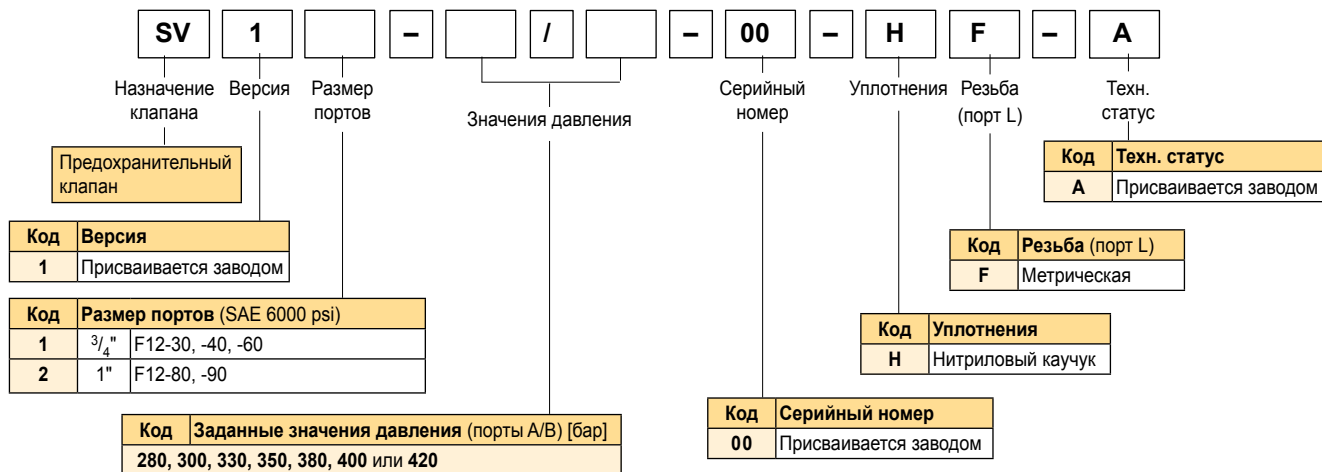 SV 1 – / – 00 – H F – A
Назначение клапана
Версия
Размер портов
Значения давления
Серийный номер
Уплотнения
Резьба (порт L)
Техн. статус
Предохранительный клапан
Код Техн. статус
A Присваивается заводом
Код Версия
1 Присваивается заводом
Код Резьба (порт L)
F Метрическая
Код Размер портов (SAE 6000 psi)
1 3/4" F12-30, -40, -60
2 1" F12-80, -90
Код Уплотнения
H Нитриловый каучук
Код Серийный номер
00 Присваивается заводом
Код Заданные значения давления (порты A/B) [бар]
280, 300, 330, 350, 380, 400 или 420